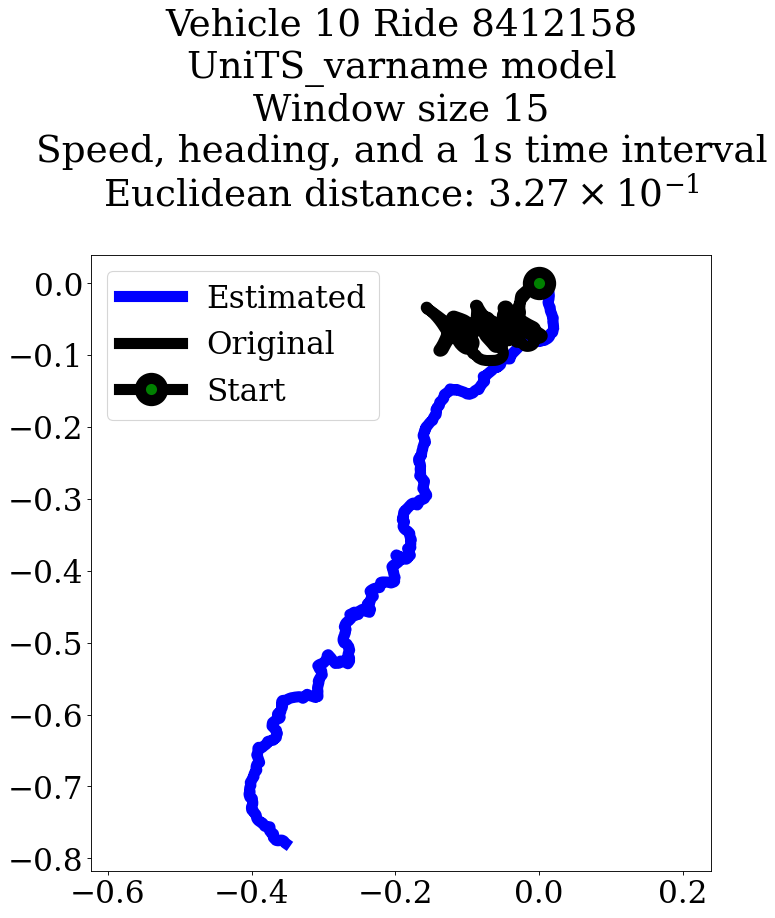 Vehicle 10 Ride 8412158
UniTS_varname model
Window size 15
Speed, heading, and a 1s time interval
Euclidean distance: $3.27 \times 10^{-1}$
Estimated
Original
Start
0.0
−0.1
−0.2
−0.3
−0.4
−0.5
−0.6
−0.7
−0.8
−0.6 −0.4 −0.2 0.0 0.2